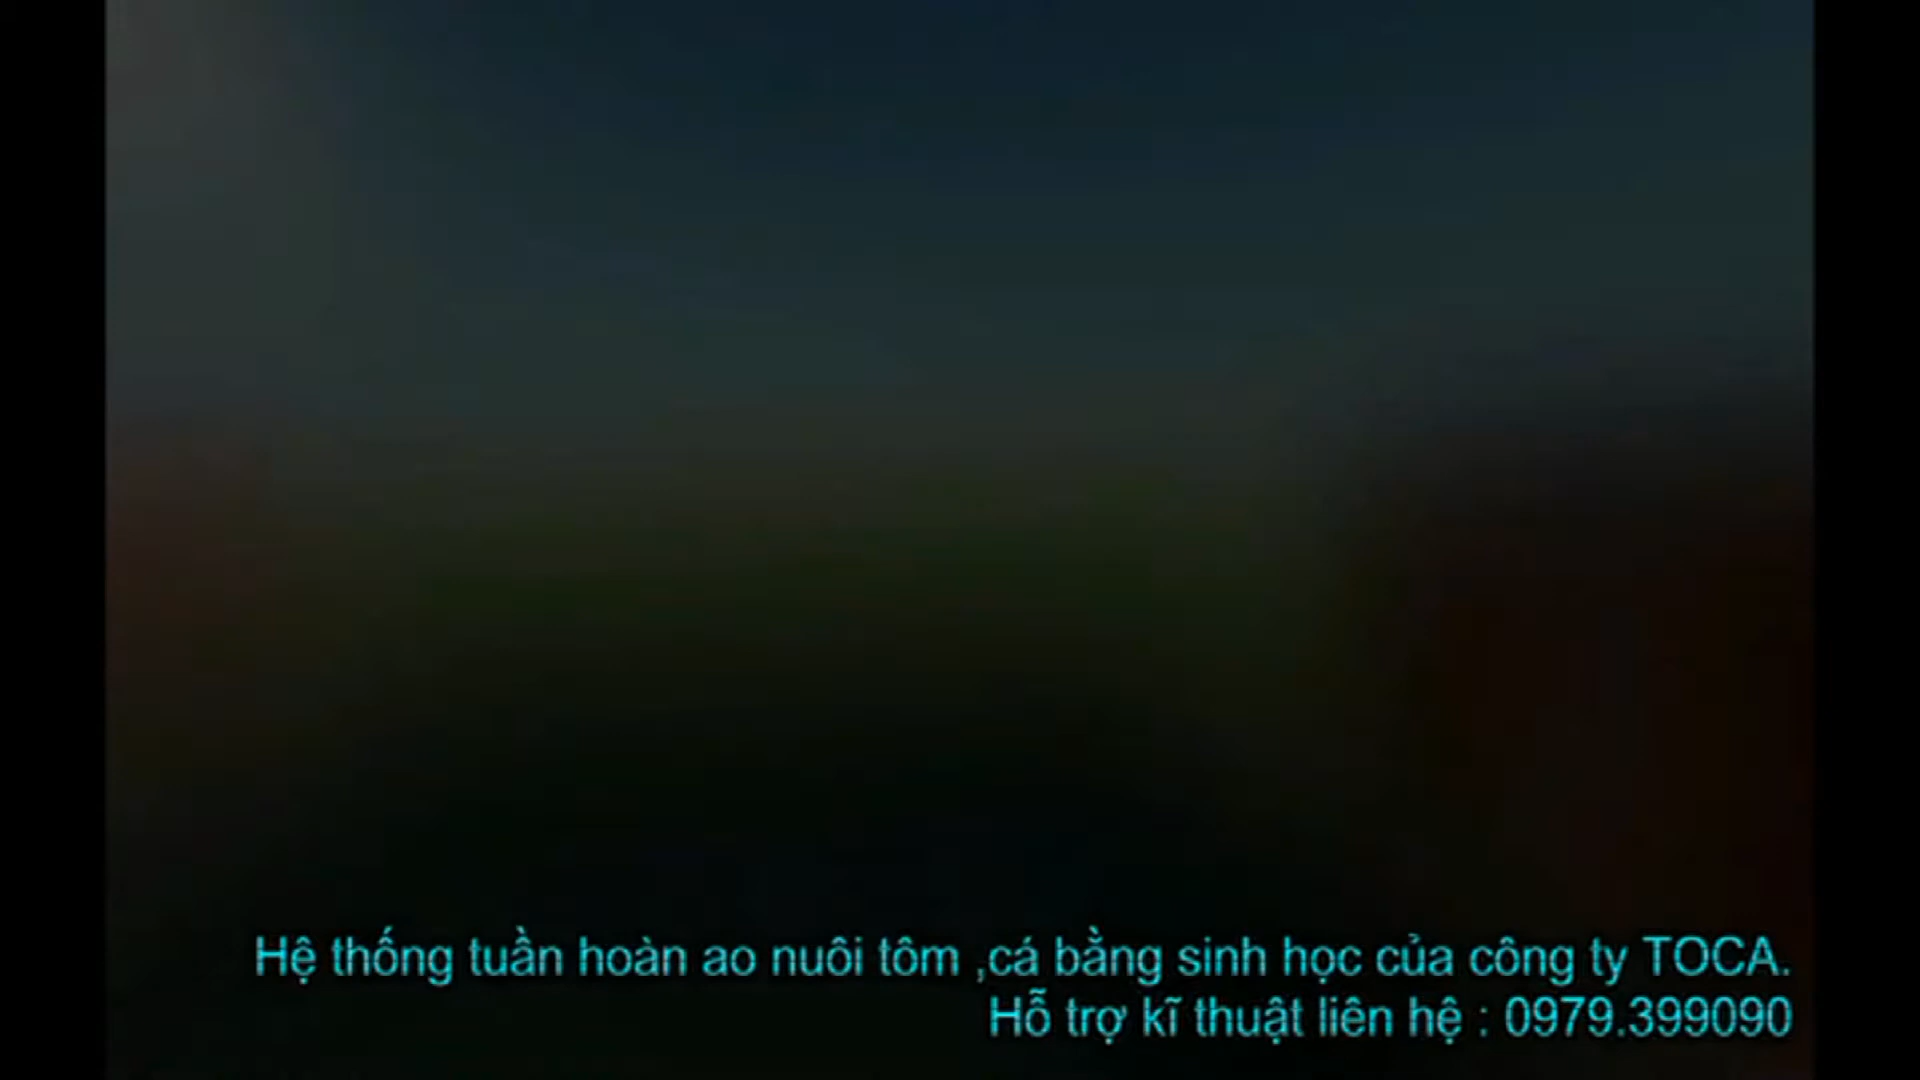 Hệ thống tuần hoàn ao nuôi tôm ,cá bằng sinh học của công ty TOCA.
Hỗ trợ kĩ thuật liên hệ : 0979.399090